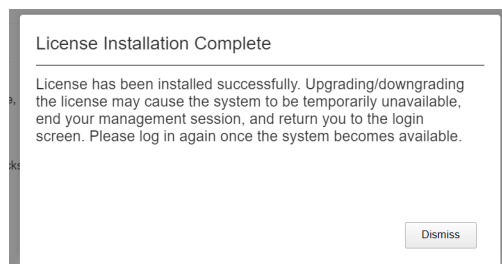 License Installation Complete
License has been installed successfully. Upgrading/downgrading
the license may cause the system to be temporarily unavailable,
end your management session, and return you to the login
screen. Please log in again once the system becomes available.
Dismiss